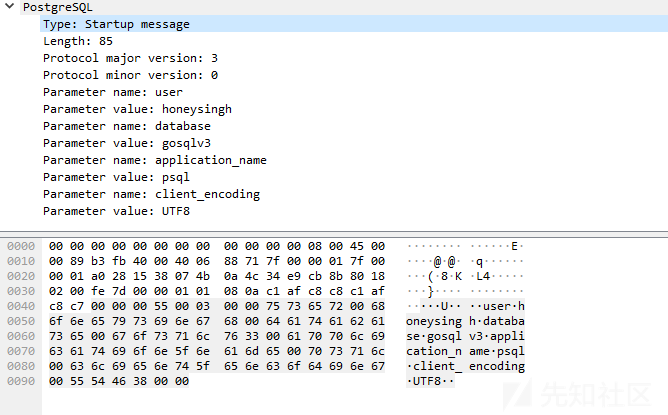 PostgreSQL
Type: Startup message
Length: 85
Protocol major version: 3
Protocol minor version: 0
Parameter name: user
Parameter value: honeysingh
Parameter name: database
Parameter value: gosqlv3
Parameter name: application_name
Parameter value: psql
Parameter name: client_encoding
Parameter value: UTF8
0000 00 00 00 00 00 00 00 00 00 00 00 00 08 00 45 00 ········ ······E·
0010 00 89 b3 fb 40 00 40 06 88 71 7f 00 00 01 7f 00 ····@·@· ·q······
0020 00 01 a0 28 15 38 07 4b 0a 4c 34 e9 cb 8b 80 18 ···(·8·K ·L4·····
0030 02 00 fe 7d 00 00 01 01 08 0a c1 af c8 c8 c1 af ···}···· ········
0040 c8 c7 00 00 00 55 00 03 00 00 75 73 65 72 00 68 ·····U·· ··user·h
0050 6f 6e 65 79 73 69 6e 67 68 00 64 61 74 61 62 61 oneysing h·databa
0060 73 65 00 67 6f 73 71 6c 76 33 00 61 70 70 6c 69 se·gosql v3·appli
0070 63 61 74 69 6f 6e 5f 6e 61 6d 65 00 70 73 71 6c cation_n ame·psql
0080 00 63 6c 69 65 6e 74 5f 65 6e 63 6f 64 69 6e 67 ·client_ encoding
0090 00 55 54 46 38 00 00 ·UTF8··
先知社区